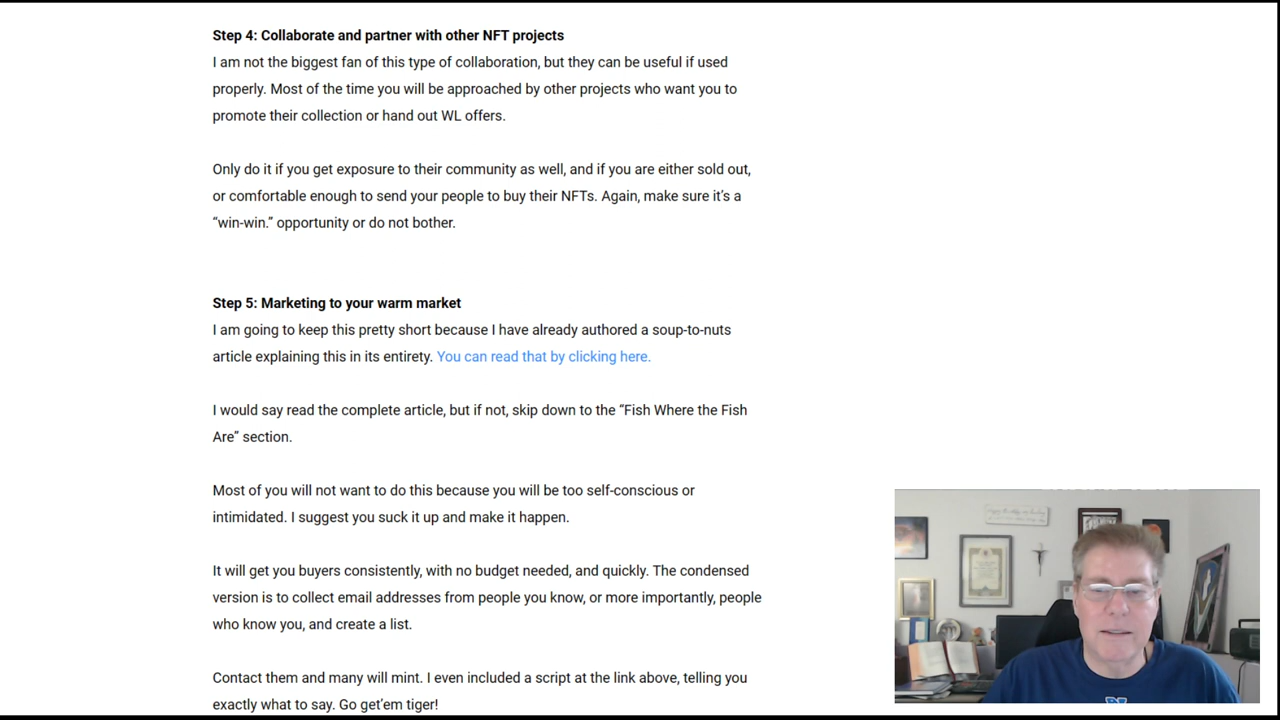 Step 4: Collaborate and partner with other NFT projects
I am not the biggest fan of this type of collaboration, but they can be useful if used
properly. Most of the time you will be approached by other projects who want you to
promote their collection or hand out WL offers.
Only do it if you get exposure to their community as well, and if you are either sold out,
or comfortable enough to send your people to buy their NFTs. Again, make sure it's a
“win-win.” opportunity or do not bother.
Step 5: Marketing to your warm market
I am going to keep this pretty short because I have already authored a soup-to-nuts
article explaining this in its entirety. You can read that by clicking here.
I would say read the complete article, but if not, skip down to the “Fish Where the Fish
Are” section.
Most of you will not want to do this because you will be too self-conscious or
intimidated. I suggest you suck it up and make it happen.
It will get you buyers consistently, with no budget needed, and quickly. The condensed
version is to collect email addresses from people you know, or more importantly, people
who know you, and create a list.
Contact them and many will mint. I even included a script at the link above, telling you
exactly what to say. Go get'em tiger!